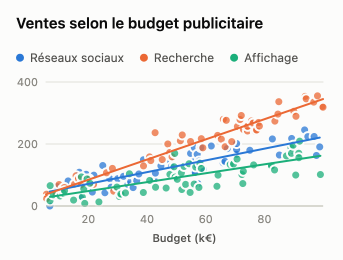 Ventes selon le budget publicitaire
Réseaux sociaux Recherche Affichage
400
200
0
20 40 60 80
Budget (k€)